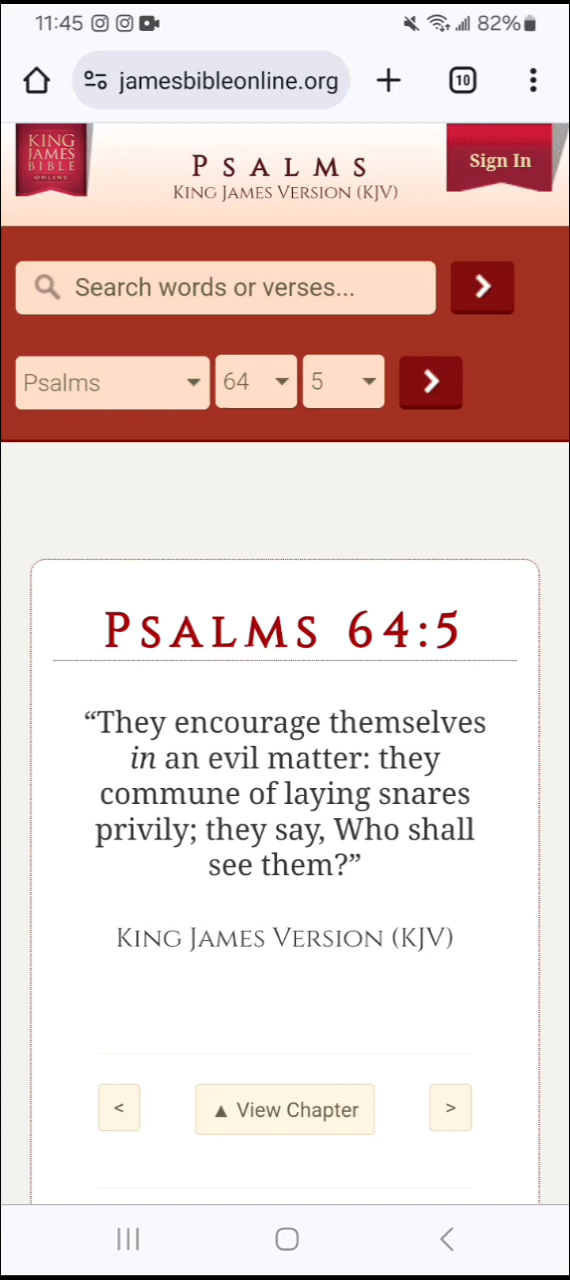 11:45 82%
jamesbibleonline.org 10
KING
JAMES
BIBLE
ONLINE
PSALMS
KING JAMES VERSION (KJV)
Sign In
Search words or verses...
Psalms 64 5
PSALMS 64:5
“They encourage themselves
in an evil matter: they
commune of laying snares
privily; they say, Who shall
see them?”
KING JAMES VERSION (KJV)
< ▲ View Chapter >